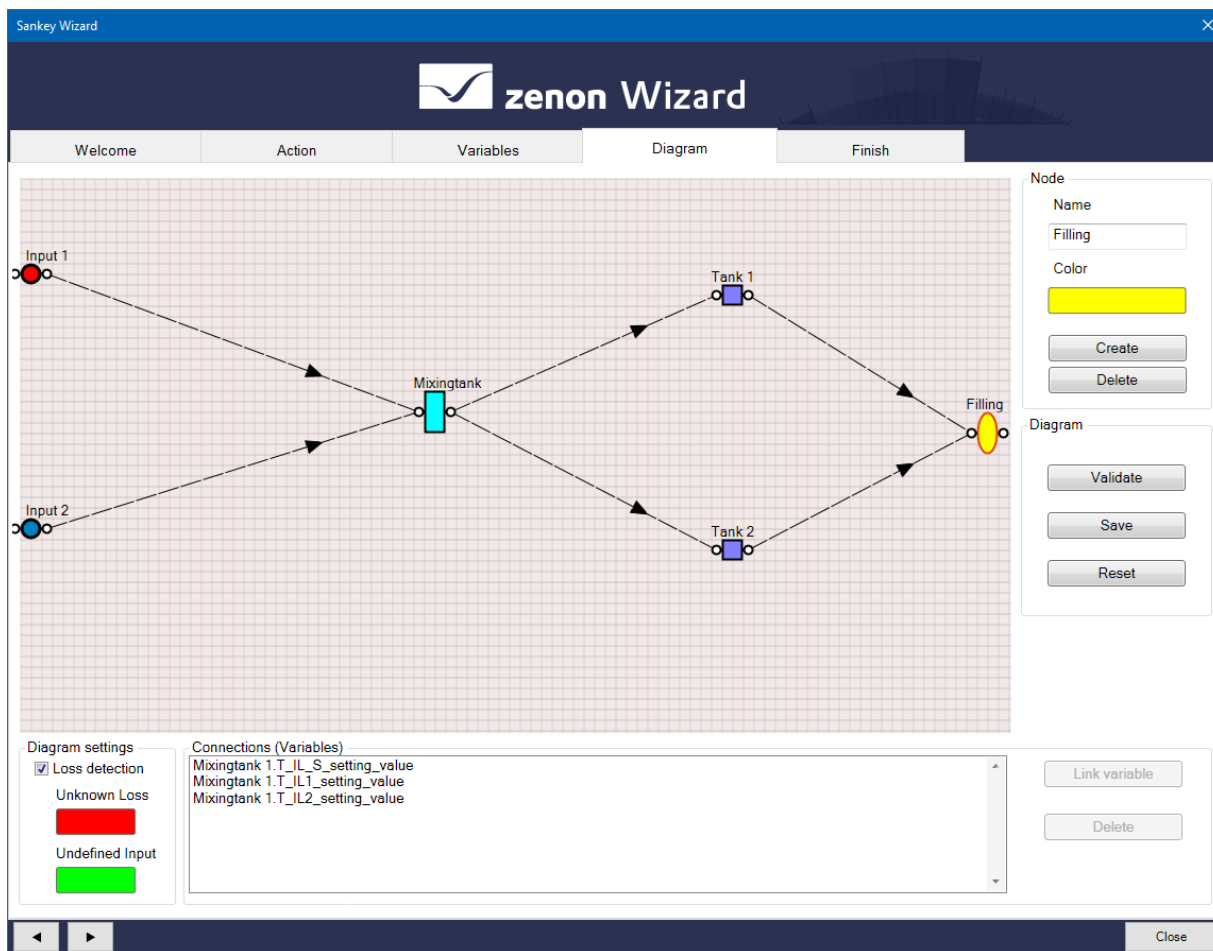 Sankey Wizard
zenon Wizard
Welcome
Action
Variables
Diagram
Finish
Node
Name
Filling
Color
Create
Delete
Input 1
Tank 1
Mixingtank
Filling
Input 2
Tank 2
Diagram
Validate
Save
Reset
Diagram settings
Loss detection
Unknown Loss
Undefined Input
Connections (Variables)
Mixingtank 1.T_IL_S_setting_value
Mixingtank 1.T_IL1_setting_value
Mixingtank 1.T_IL2_setting_value
Link variable
Delete
Close